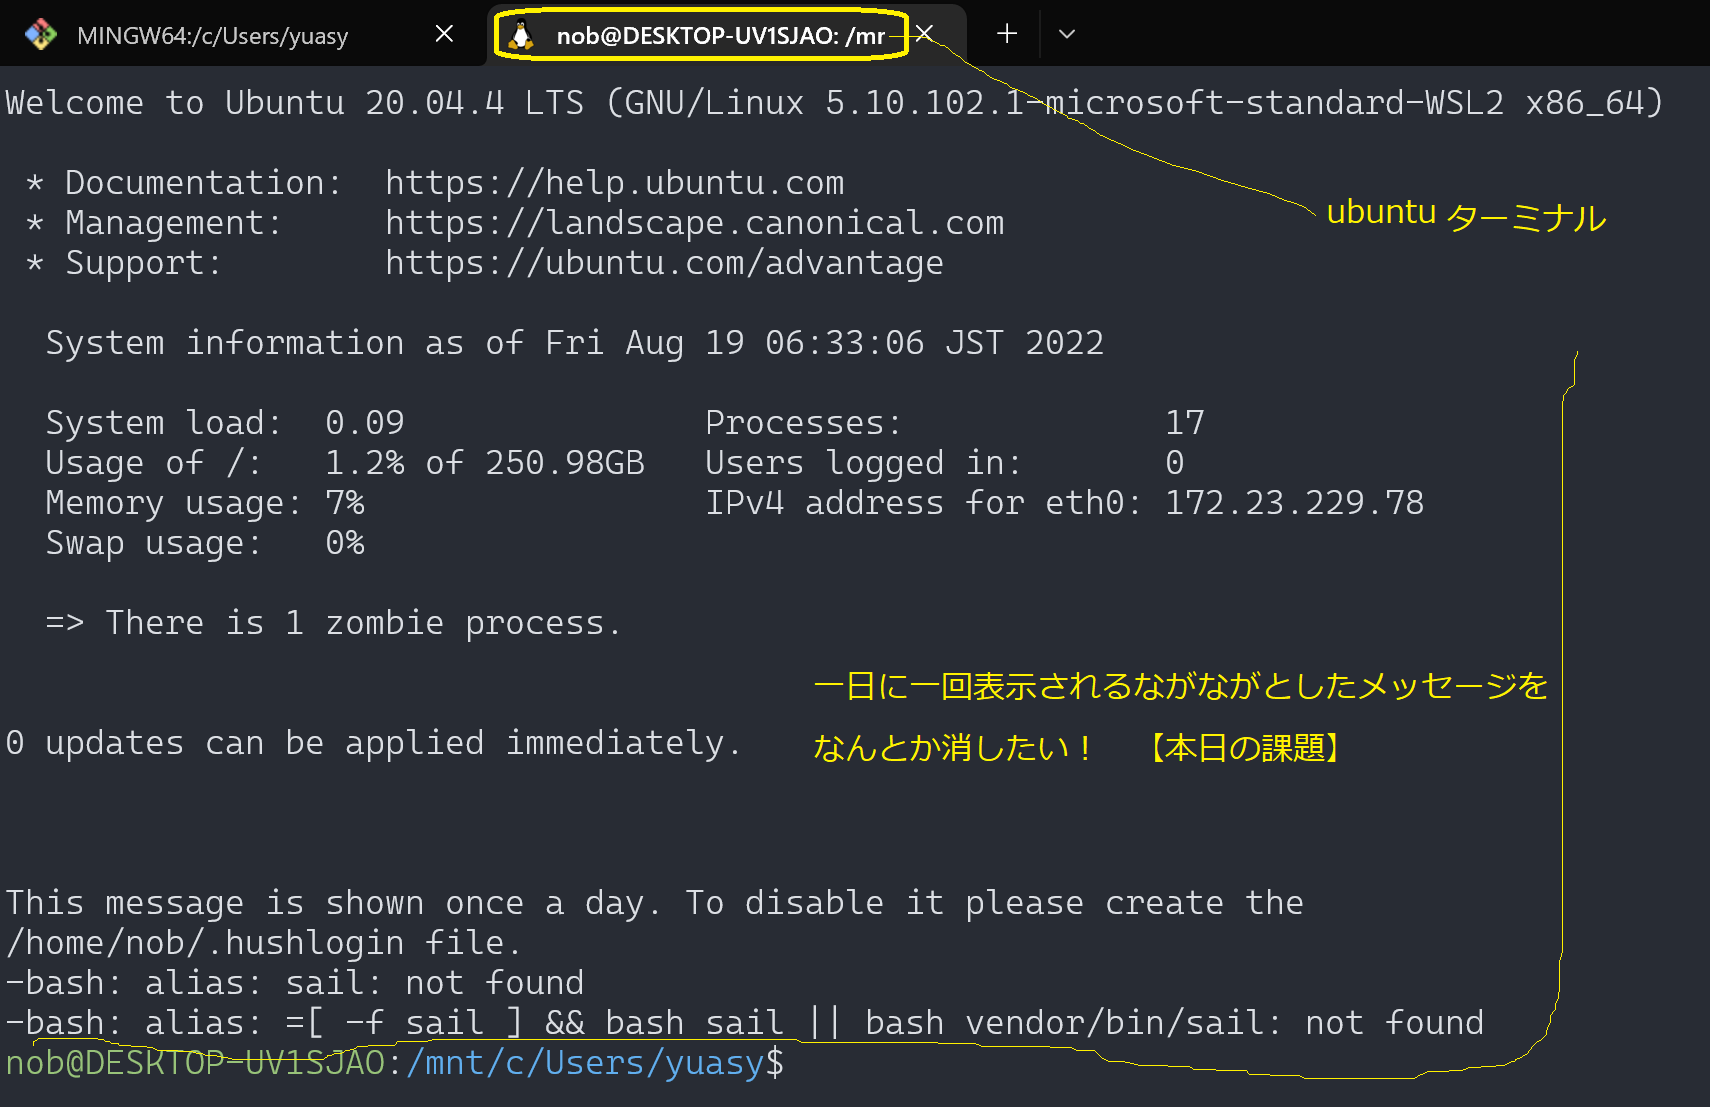 MINGW64:/c/Users/yuasy
nob@DESKTOP-UV1SJAO: /mr
Welcome to Ubuntu 20.04.4 LTS (GNU/Linux 5.10.102.1-microsoft-standard-WSL2 x86_64)
* Documentation:  https://help.ubuntu.com
* Management:     https://landscape.canonical.com
ubuntu ターミナル
* Support:        https://ubuntu.com/advantage
System information as of Fri Aug 19 06:33:06 JST 2022
System load:  0.09               Processes:             17
Usage of /:   1.2% of 250.98GB   Users logged in:       0
Memory usage: 7%                 IPv4 address for eth0: 172.23.229.78
Swap usage:   0%
=> There is 1 zombie process.
一日に一回表示されるながながとしたメッセージを
なんとか消したい！ 【本日の課題】
0 updates can be applied immediately.
This message is shown once a day. To disable it please create the
/home/nob/.hushlogin file.
-bash: alias: sail: not found
-bash: alias: =[ -f sail ] && bash sail || bash vendor/bin/sail: not found
nob@DESKTOP-UV1SJAO:/mnt/c/Users/yuasy$